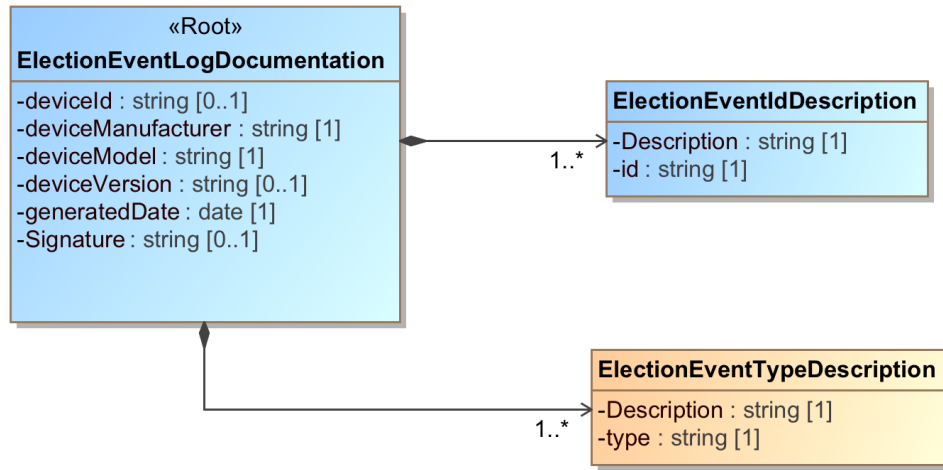 «Root»
ElectionEventLogDocumentation
-deviceId : string [0..1]
-deviceManufacturer : string [1]
-deviceModel : string [1]
-deviceVersion : string [0..1]
-generatedDate : date [1]
-Signature : string [0..1]
ElectionEventIdDescription
-Description : string [1]
-id : string [1]
1..*
ElectionEventTypeDescription
-Description : string [1]
-type : string [1]
1..*